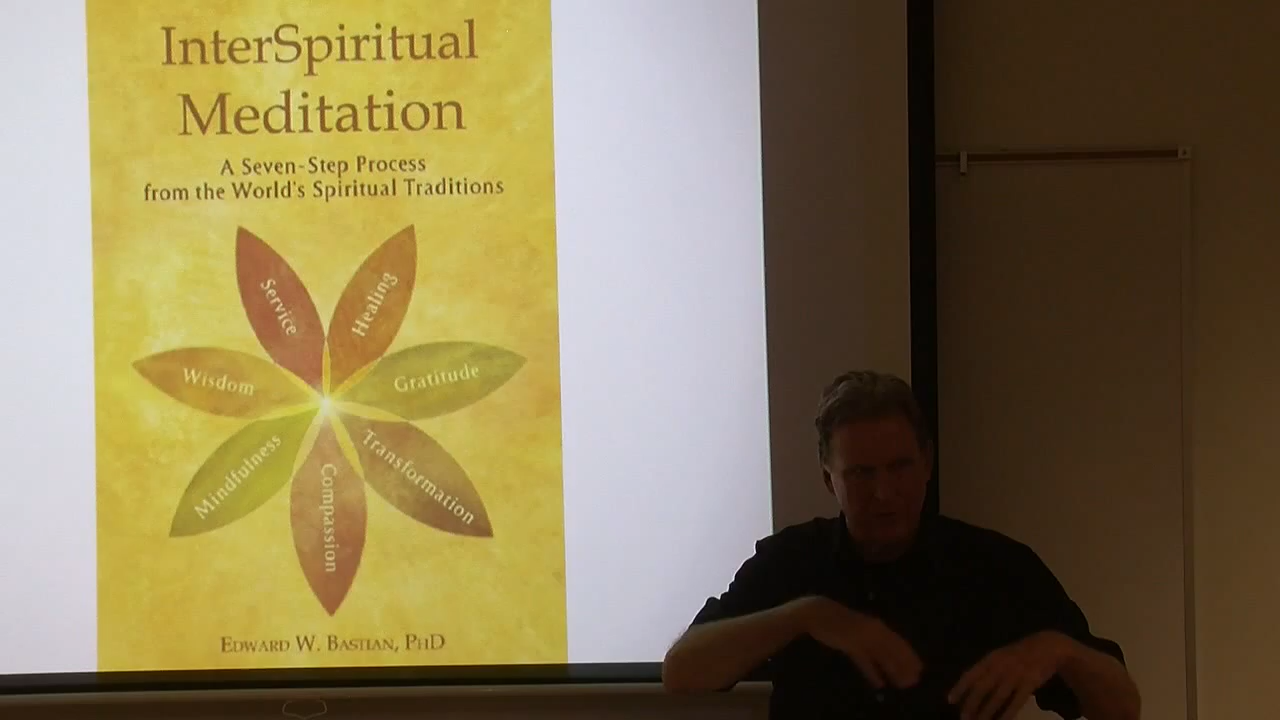 InterSpiritual
Meditation
A Seven-Step Process
from the World's Spiritual Traditions
Service
Healing
Wisdom
Gratitude
Mindfulness
Transformation
Compassion
EDWARD W. BASTIAN, PHD